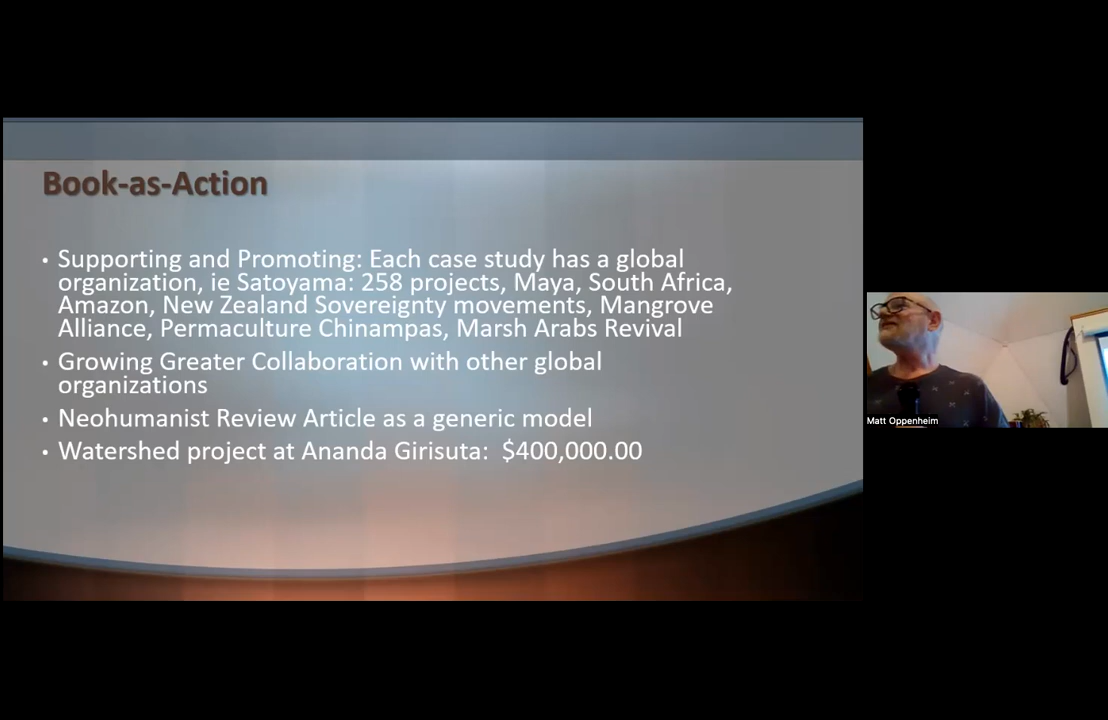 Book-as-Action
• Supporting and Promoting: Each case study has a global
organization, ie Satoyama: 258 projects, Maya, South Africa,
Amazon, New Zealand Sovereignty movements, Mangrove
Alliance, Permaculture Chinampas, Marsh Arabs Revival
• Growing Greater Collaboration with other global
organizations
• Neohumanist Review Article as a generic model
• Watershed project at Ananda Girisuta: $400,000.00
Matt Oppenheim